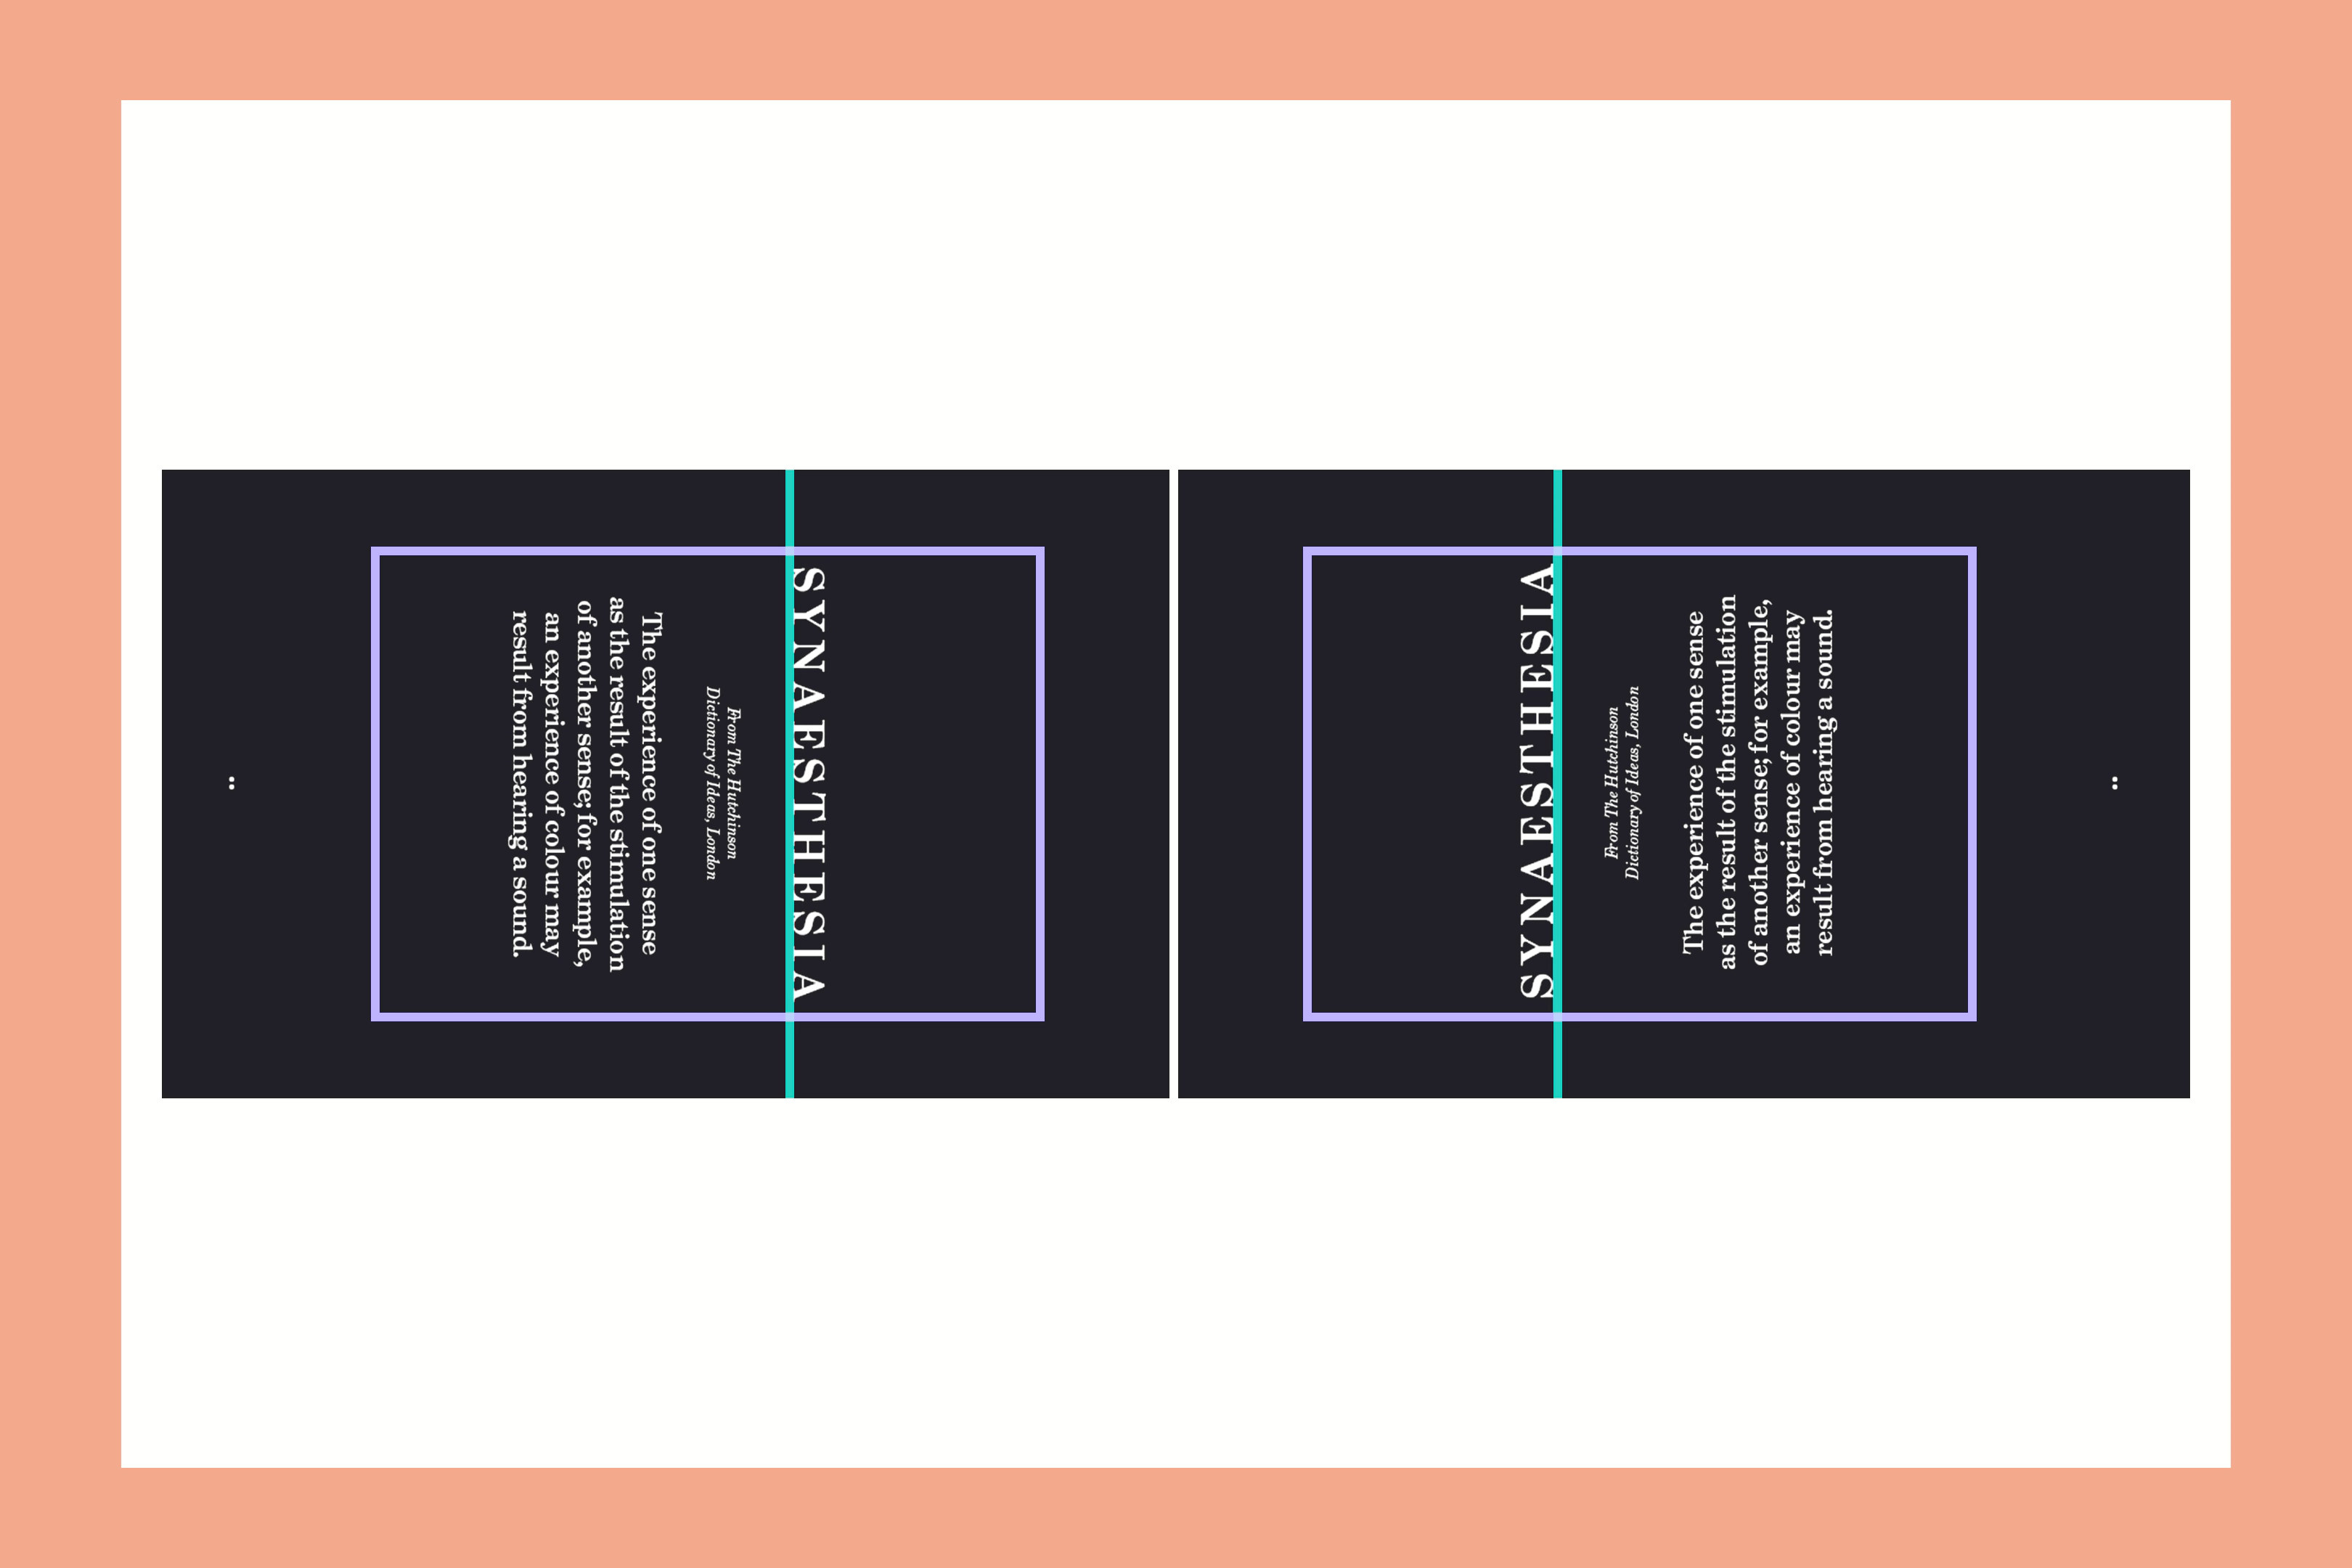 SYNAESTHESIA
From The Hutchinson
Dictionary of Ideas, London
The experience of one sense
as the result of the stimulation
of another sense; for example,
an experience of colour may
result from hearing a sound.
SYNAESTHESIA
From The Hutchinson
Dictionary of Ideas, London
The experience of one sense
as the result of the stimulation
of another sense; for example,
an experience of colour may
result from hearing a sound.